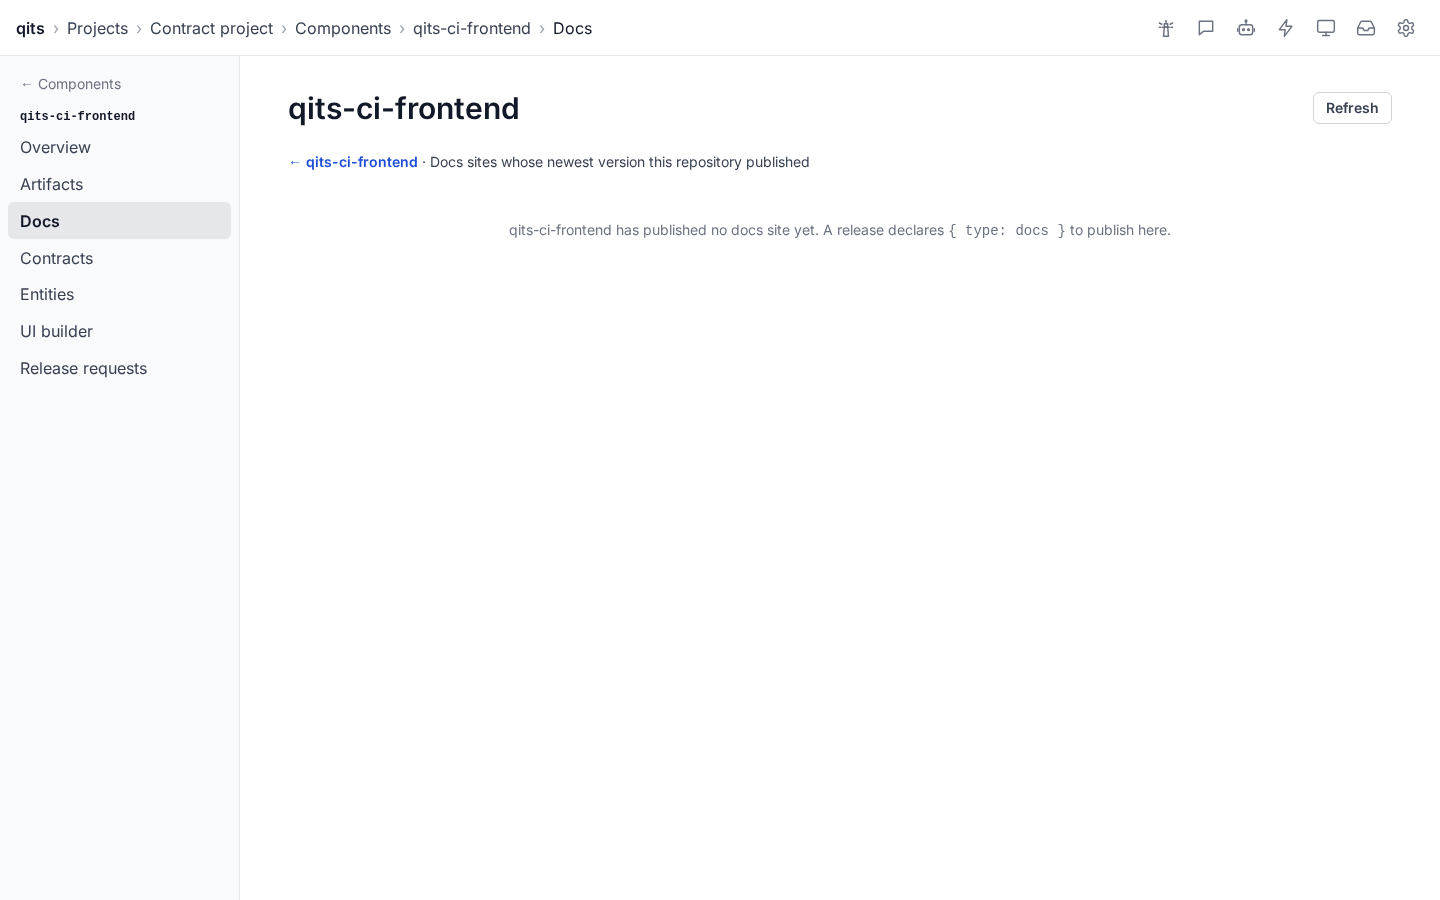 qits › Projects › Contract project › Components › qits-ci-frontend › Docs
← Components
qits-ci-frontend
Overview
Artifacts
Docs
Contracts
Entities
UI builder
Release requests
qits-ci-frontend
Refresh
← qits-ci-frontend · Docs sites whose newest version this repository published
qits-ci-frontend has published no docs site yet. A release declares { type: docs } to publish here.